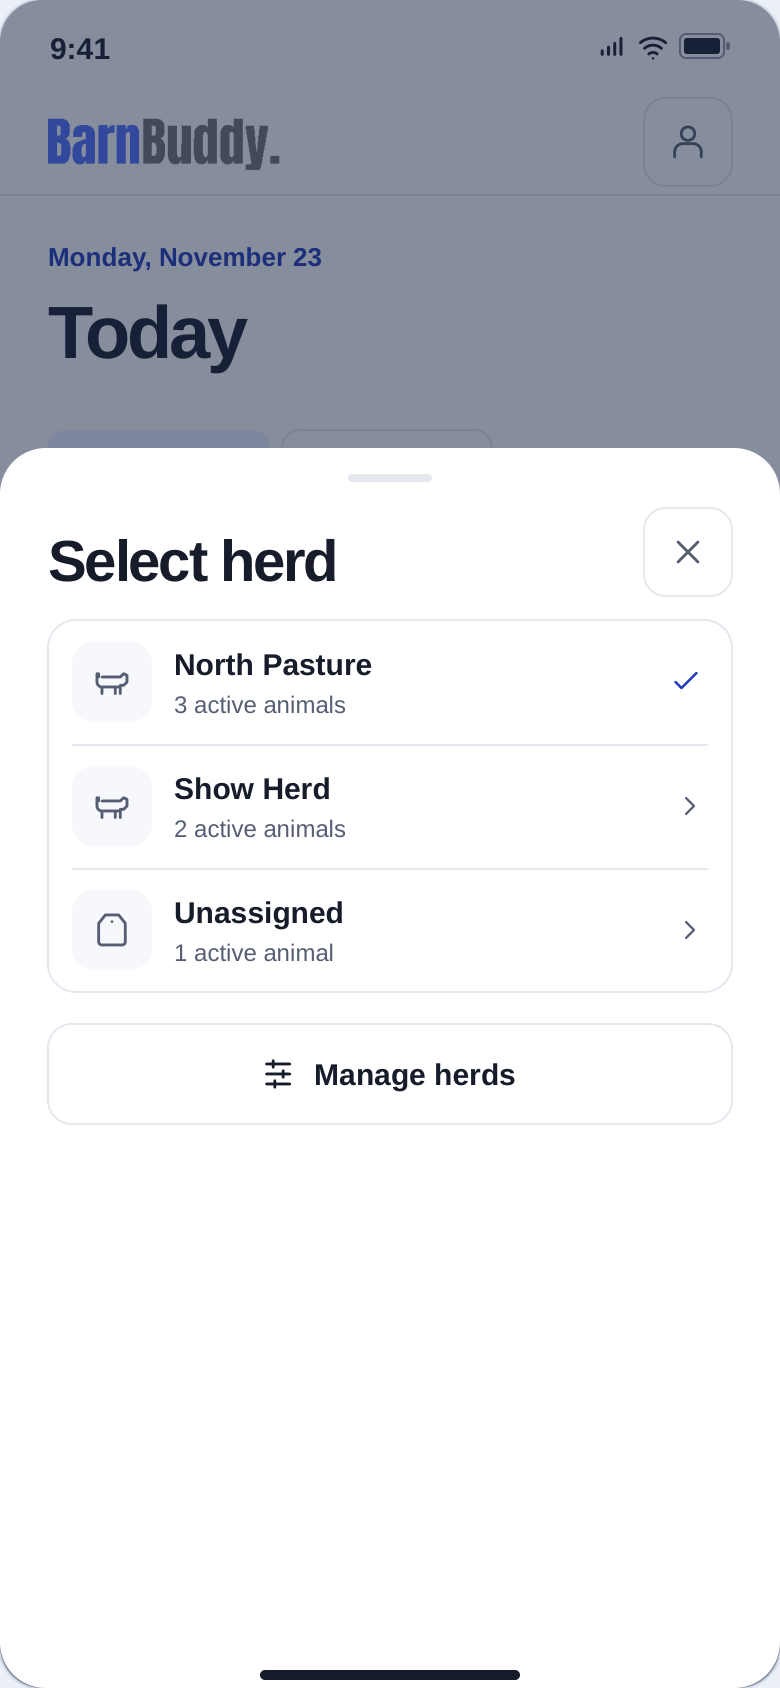 9:41
BarnBuddy.
Monday, November 23
Today
Select herd
North Pasture
3 active animals
Show Herd
2 active animals
Unassigned
1 active animal
Manage herds